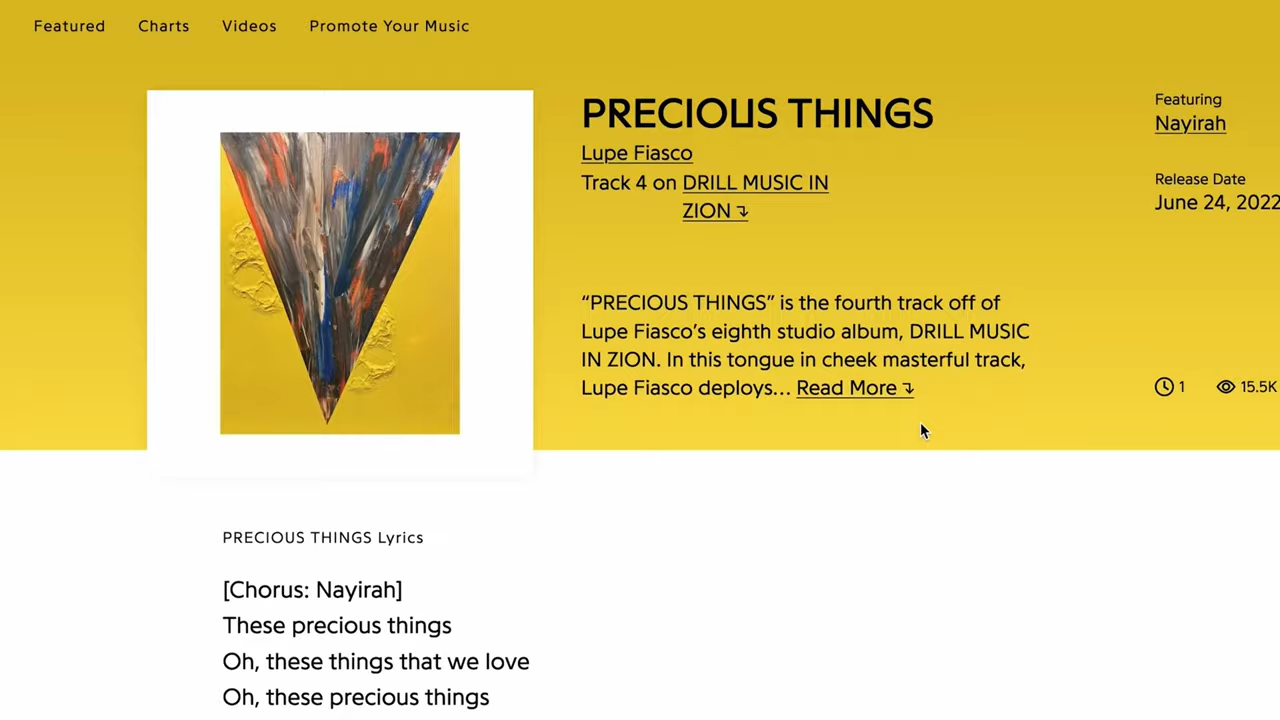 Featured Charts Videos Promote Your Music
PRECIOUS THINGS
Lupe Fiasco
Track 4 on DRILL MUSIC IN
ZION
Featuring
Nayirah
Release Date
June 24, 2022
“PRECIOUS THINGS” is the fourth track off of
Lupe Fiasco’s eighth studio album, DRILL MUSIC
IN ZION. In this tongue in cheek masterful track,
Lupe Fiasco deploys... Read More
1 15.5K
PRECIOUS THINGS Lyrics
[Chorus: Nayirah]
These precious things
Oh, these things that we love
Oh, these precious things